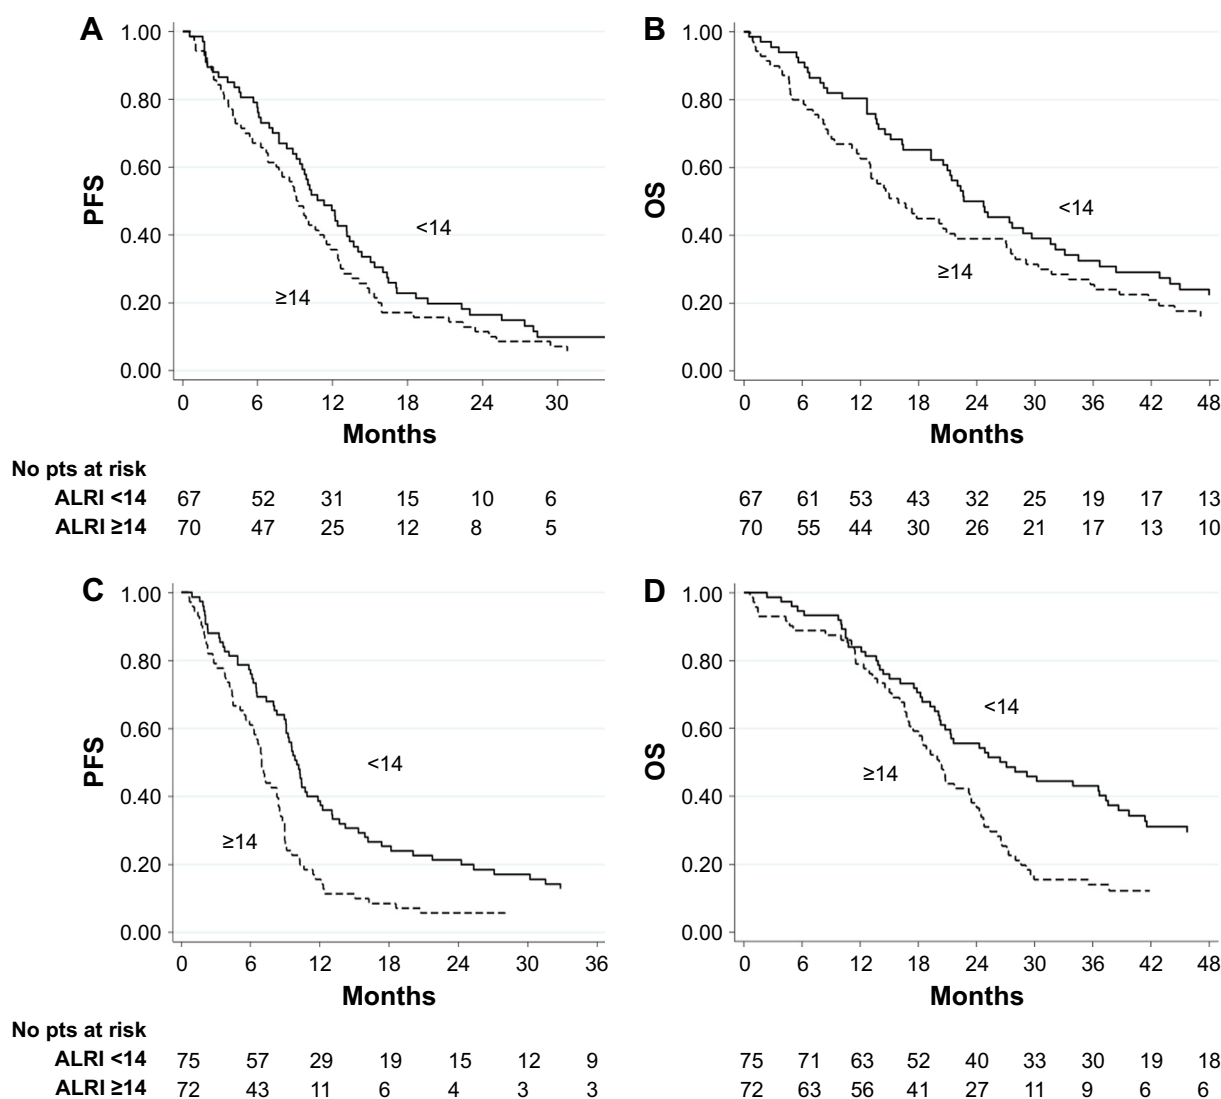 A
1.00
0.80
0.60
0.40
0.20
0.00
PFS
<14
≥14
0 6 12 18 24 30
Months
B
1.00
0.80
0.60
0.40
0.20
0.00
OS
<14
≥14
0 6 12 18 24 30 36 42 48
Months
No pts at risk
ALRI <14 67 52 31 15 10 6 67 61 53 43 32 25 19 17 13
ALRI ≥14 70 47 25 12 8 5 70 55 44 30 26 21 17 13 10
C
1.00
0.80
0.60
0.40
0.20
0.00
PFS
<14
≥14
0 6 12 18 24 30 36
Months
D
1.00
0.80
0.60
0.40
0.20
0.00
OS
<14
≥14
0 6 12 18 24 30 36 42 48
Months
No pts at risk
ALRI <14 75 57 29 19 15 12 9 75 71 63 52 40 33 30 19 18
ALRI ≥14 72 43 11 6 4 3 3 72 63 56 41 27 11 9 6 6